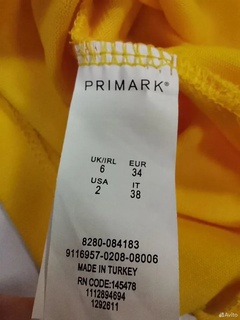 PRIMARK®
UK/IRL EUR
6 34
USA IT
2 38
8280-084183
9116957-0208-08006
MADE IN TURKEY
RN CODE:145478
1112894694
1292611
Avito